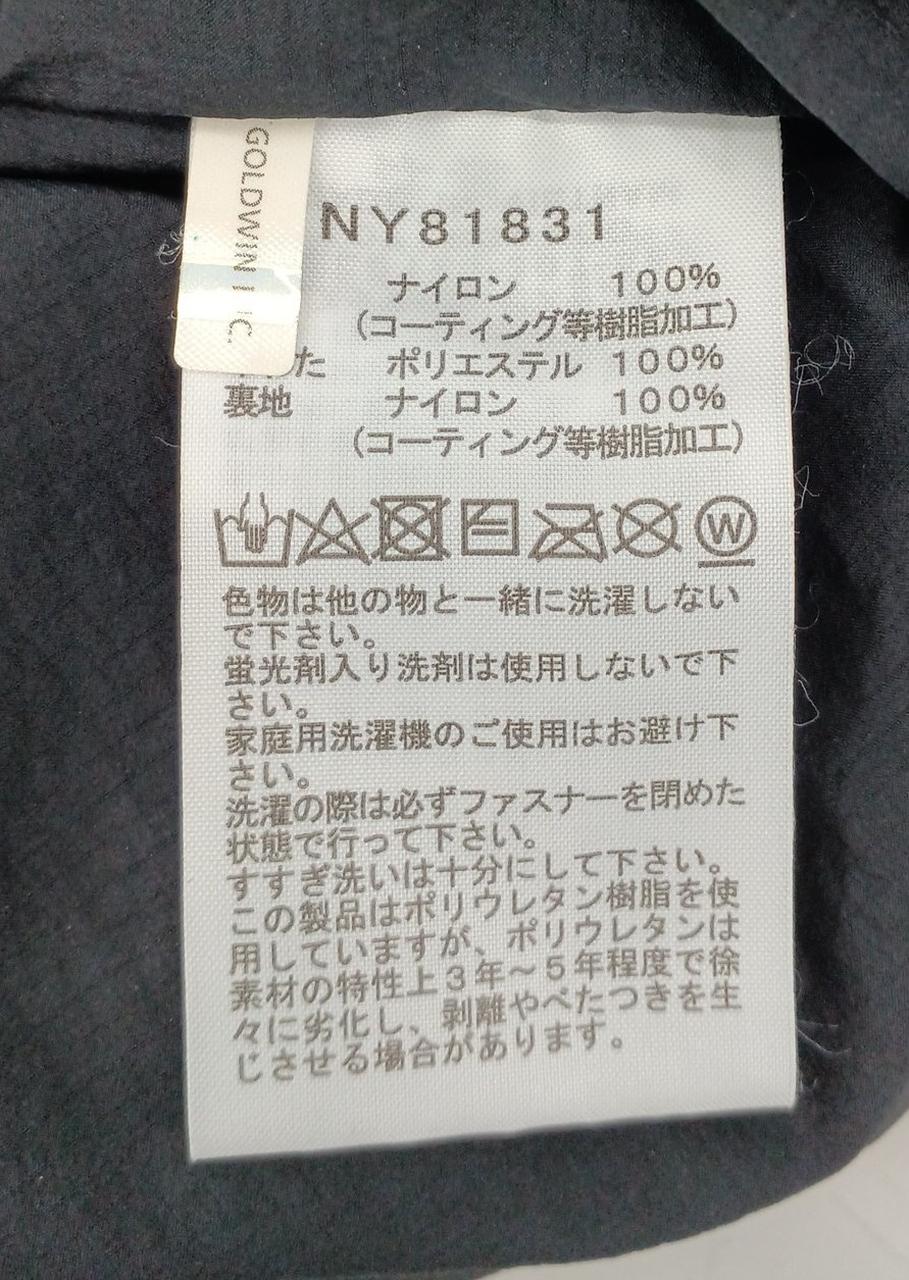 GOLDWIN
NY81831
ナイロン 100%
(コーティング等樹脂加工)
た ポリエステル 100%
裏地 ナイロン 100%
(コーティング等樹脂加工)
W
色物は他の物と一緒に洗濯しない
で下さい。
蛍光剤入り洗剤は使用しないで下
さい。
家庭用洗濯機のご使用はお避け下
さい。
洗濯の際は必ずファスナーを閉めた
状態で行って下さい。
すすぎ洗いは十分にして下さい。
この製品はポリウレタン樹脂を使
用していますが、ポリウレタンは
素材の特性上3年～5年程度で徐
々に劣化し、剥離やべたつきを生
じさせる場合があります。